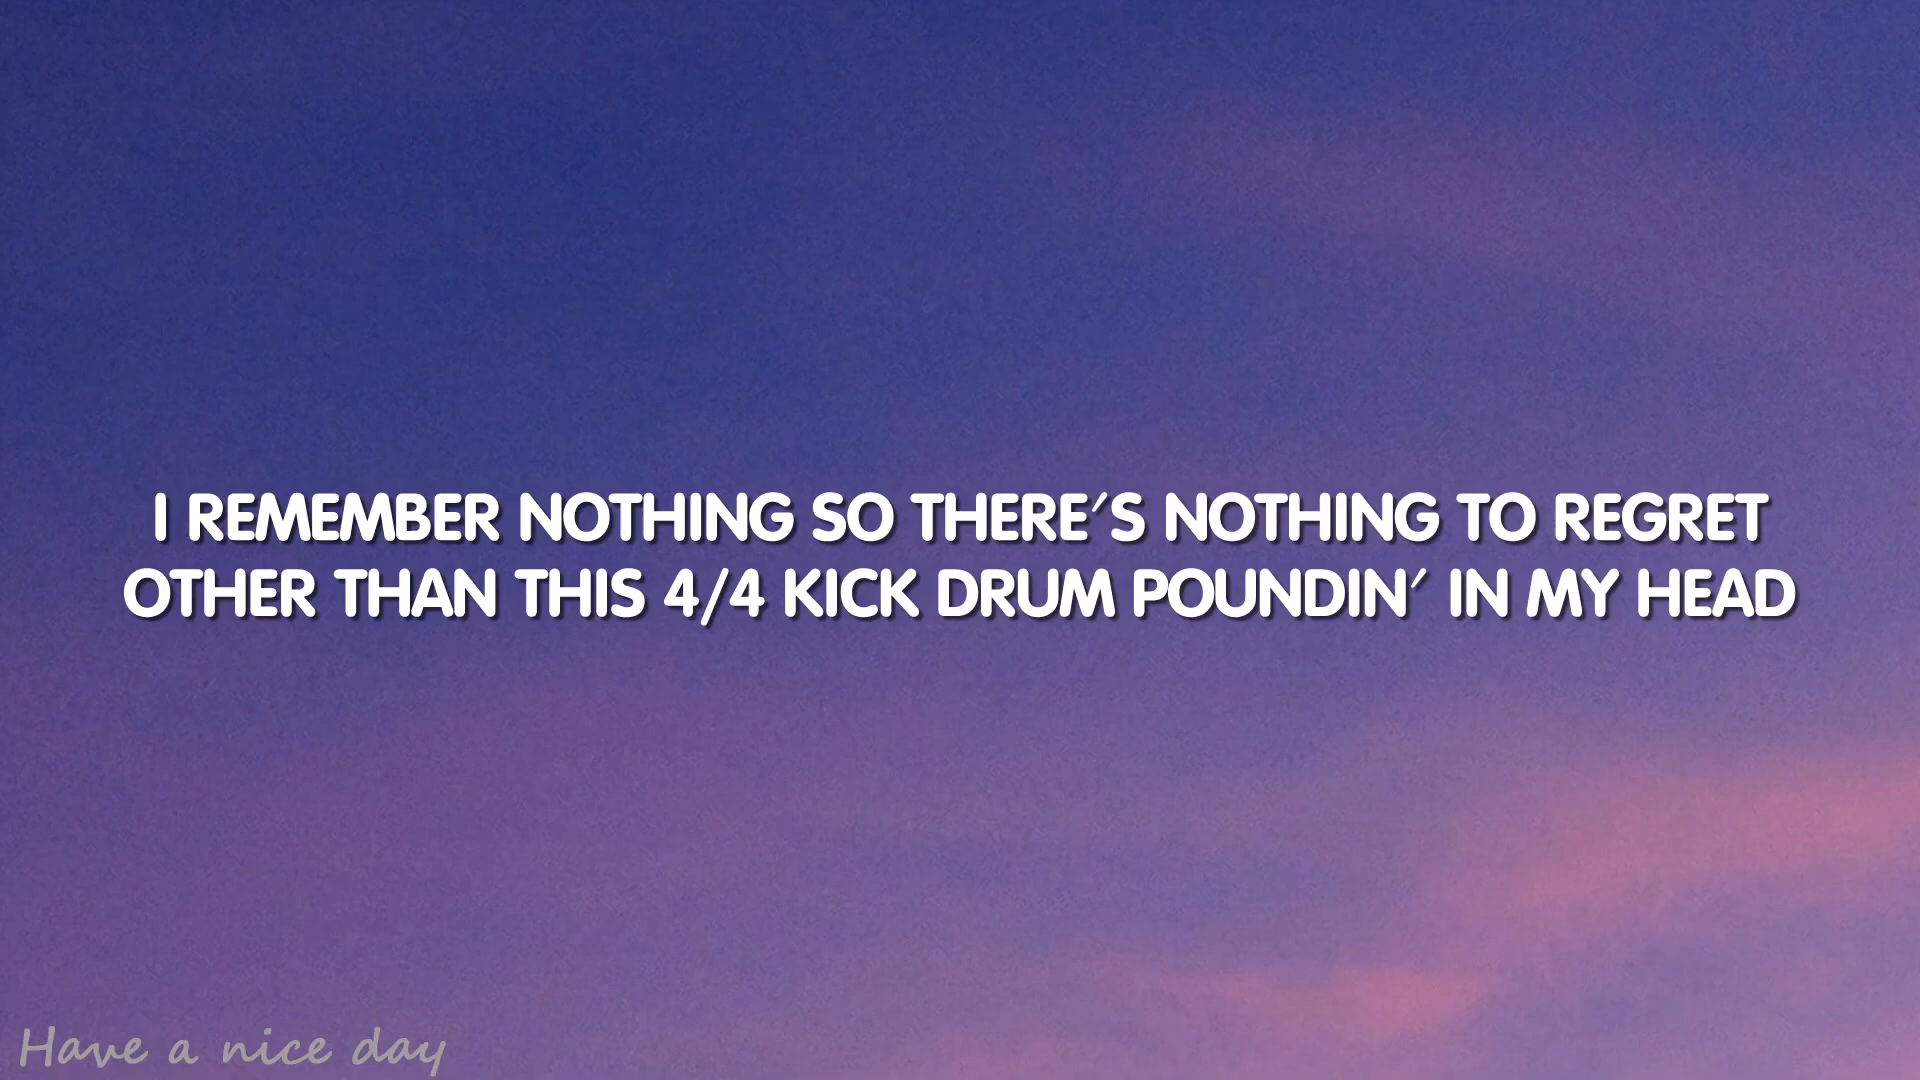 I REMEMBER NOTHING SO THERE'S NOTHING TO REGRET
OTHER THAN THIS 4/4 KICK DRUM POUNDIN' IN MY HEAD
Have a nice day